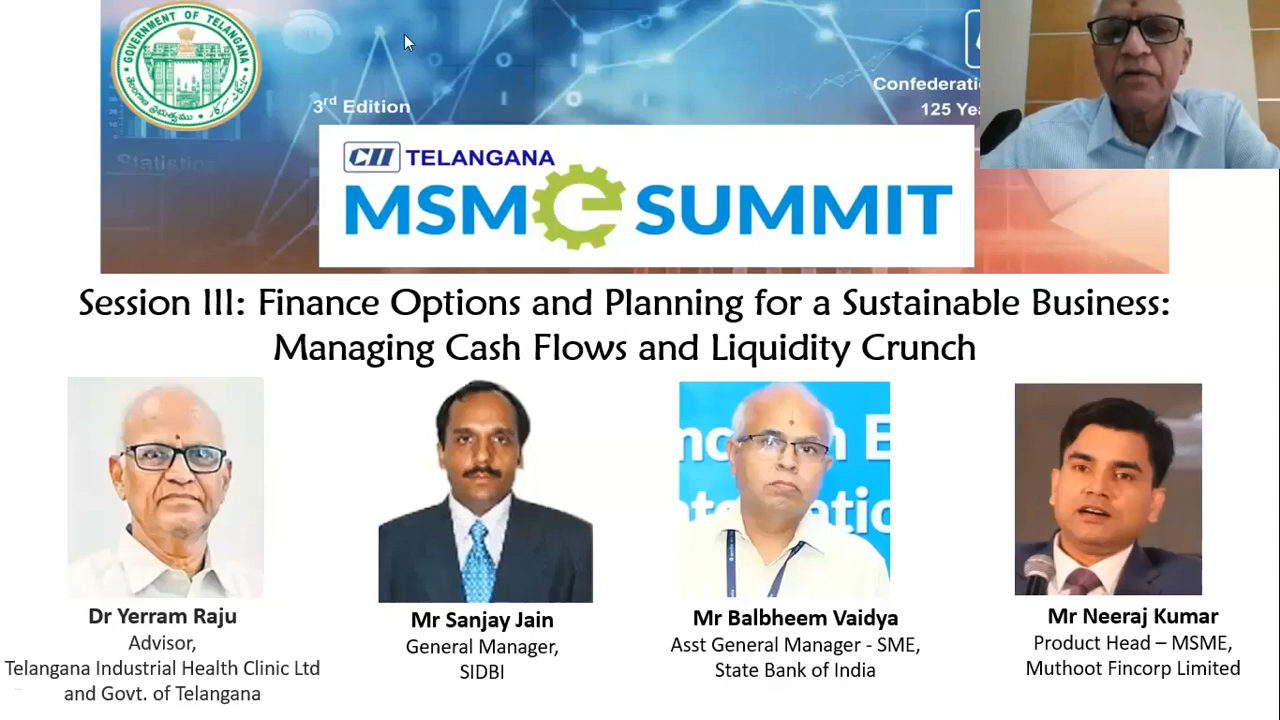 GOVERNMENT OF TELANGANA
3rd Edition
Confederati
125 Yea
Statistics
CII TELANGANA
MSMe SUMMIT
Session III: Finance Options and Planning for a Sustainable Business:
Managing Cash Flows and Liquidity Crunch
Dr Yerram Raju
Advisor,
Telangana Industrial Health Clinic Ltd
and Govt. of Telangana
Mr Sanjay Jain
General Manager,
SIDBI
Mr Balbheem Vaidya
Asst General Manager - SME,
State Bank of India
Mr Neeraj Kumar
Product Head – MSME,
Muthoot Fincorp Limited